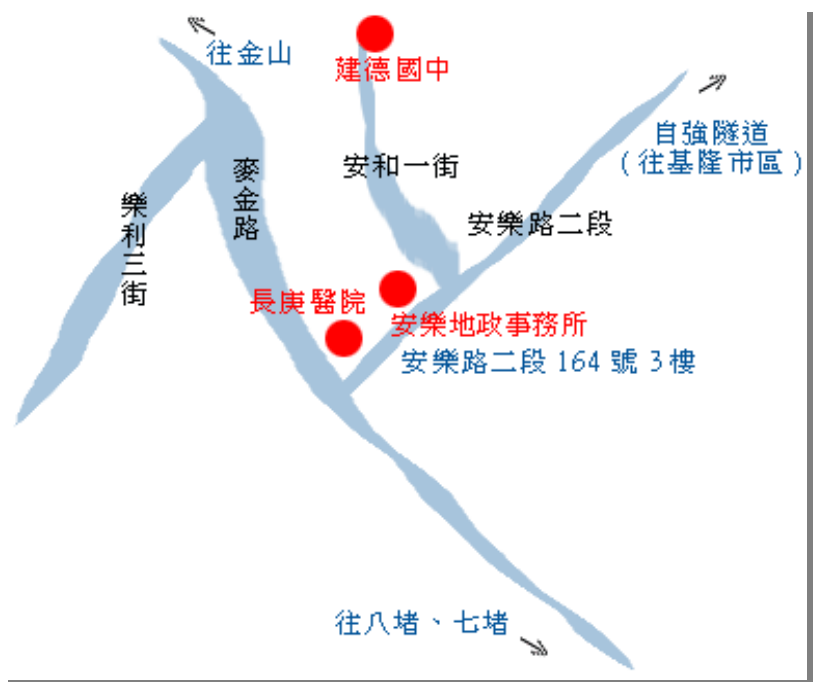 往金山
建德國中
自強隧道
(往基隆市區)
安和一街
麥金路
樂利三街
安樂路二段
長庚醫院
安樂地政事務所
安樂路二段 164 號 3 樓
往八堵、七堵